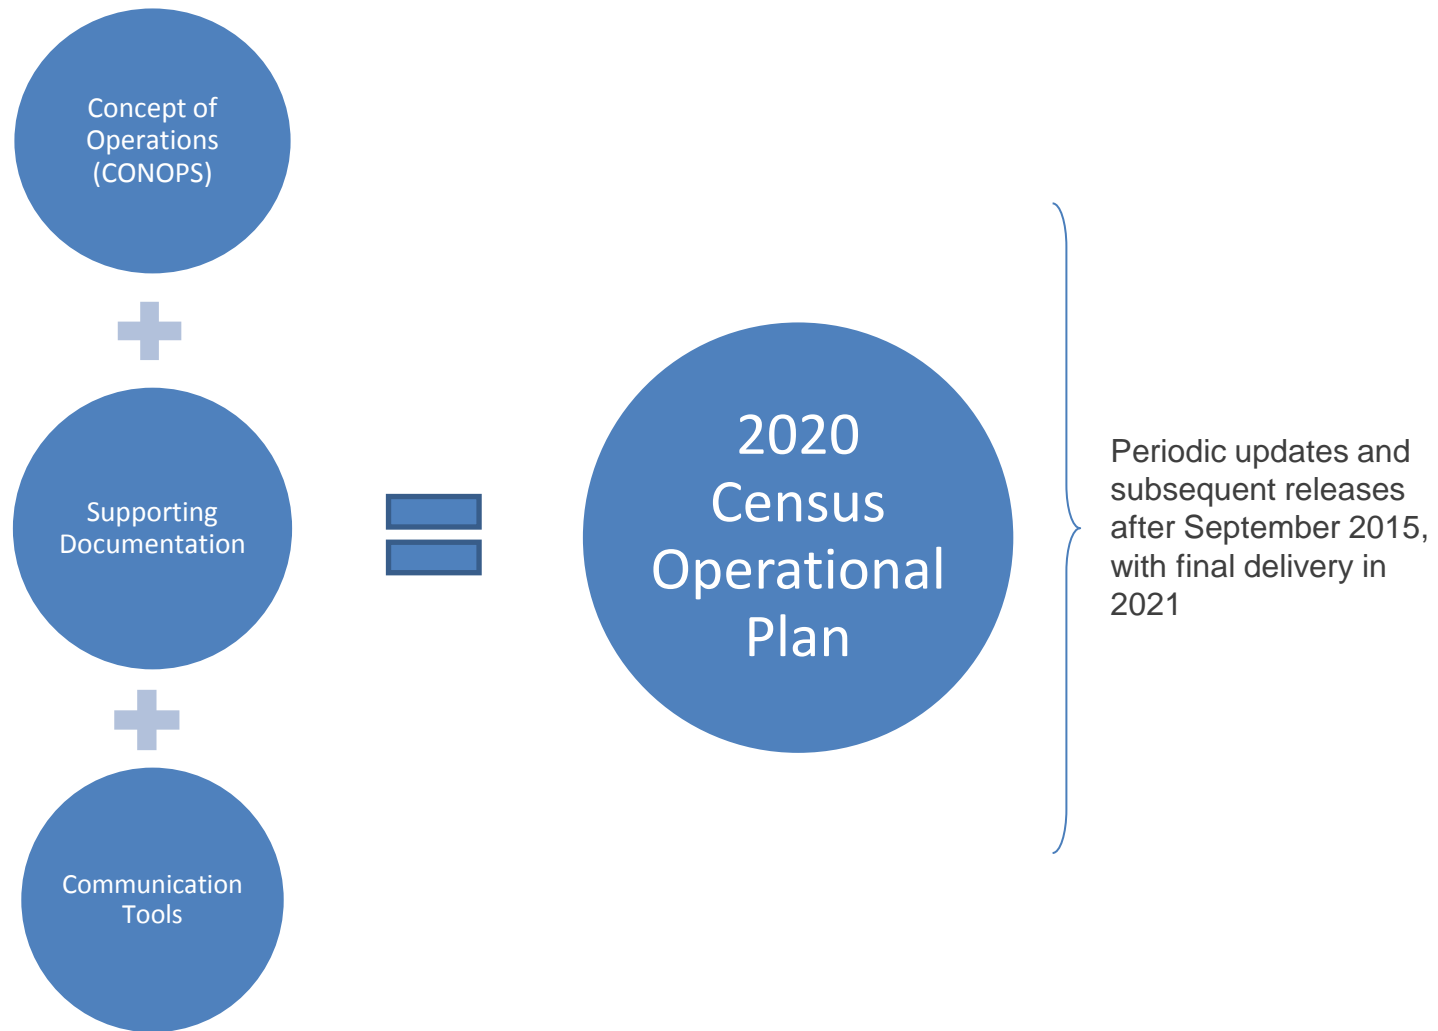 Concept of
Operations
(CONOPS)
Supporting
Documentation
Communication
Tools
2020
Census
Operational
Plan
Periodic updates and
subsequent releases
after September 2015,
with final delivery in
2021